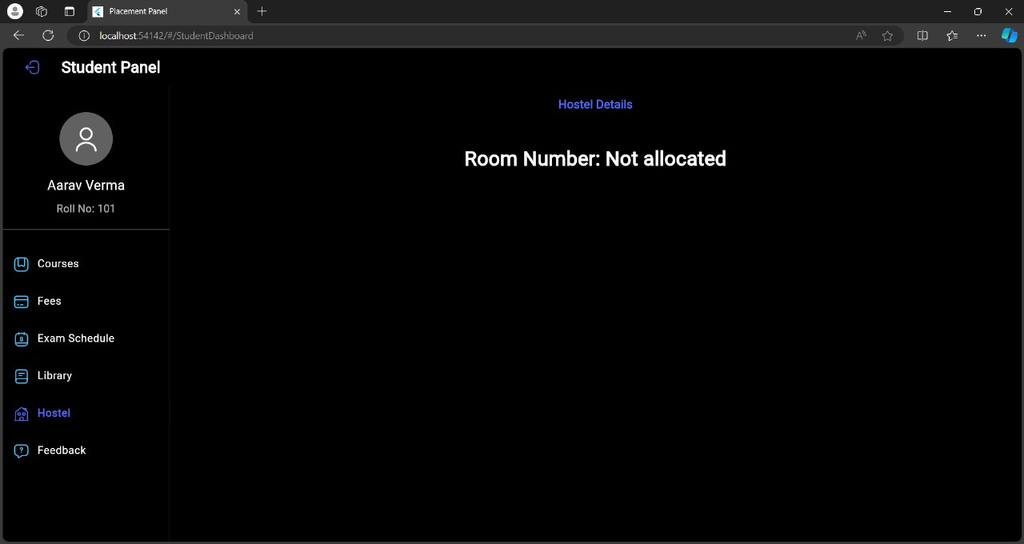 Placement Panel
localhost:54142/#/StudentDashboard
Student Panel
Aarav Verma
Roll No: 101
Courses
Fees
Exam Schedule
Library
Hostel
Feedback
Hostel Details
Room Number: Not allocated